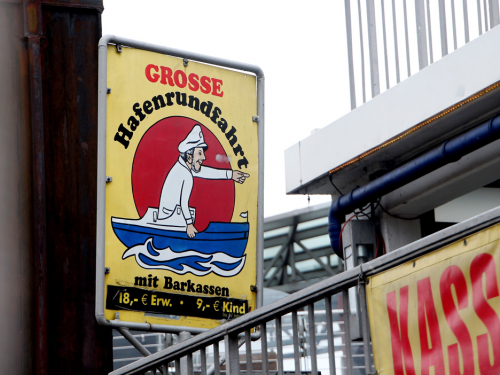 GROSSE
Hafenrundfahrt
mit Barkassen
18,- € Erw. • 9,- € Kind
KASS